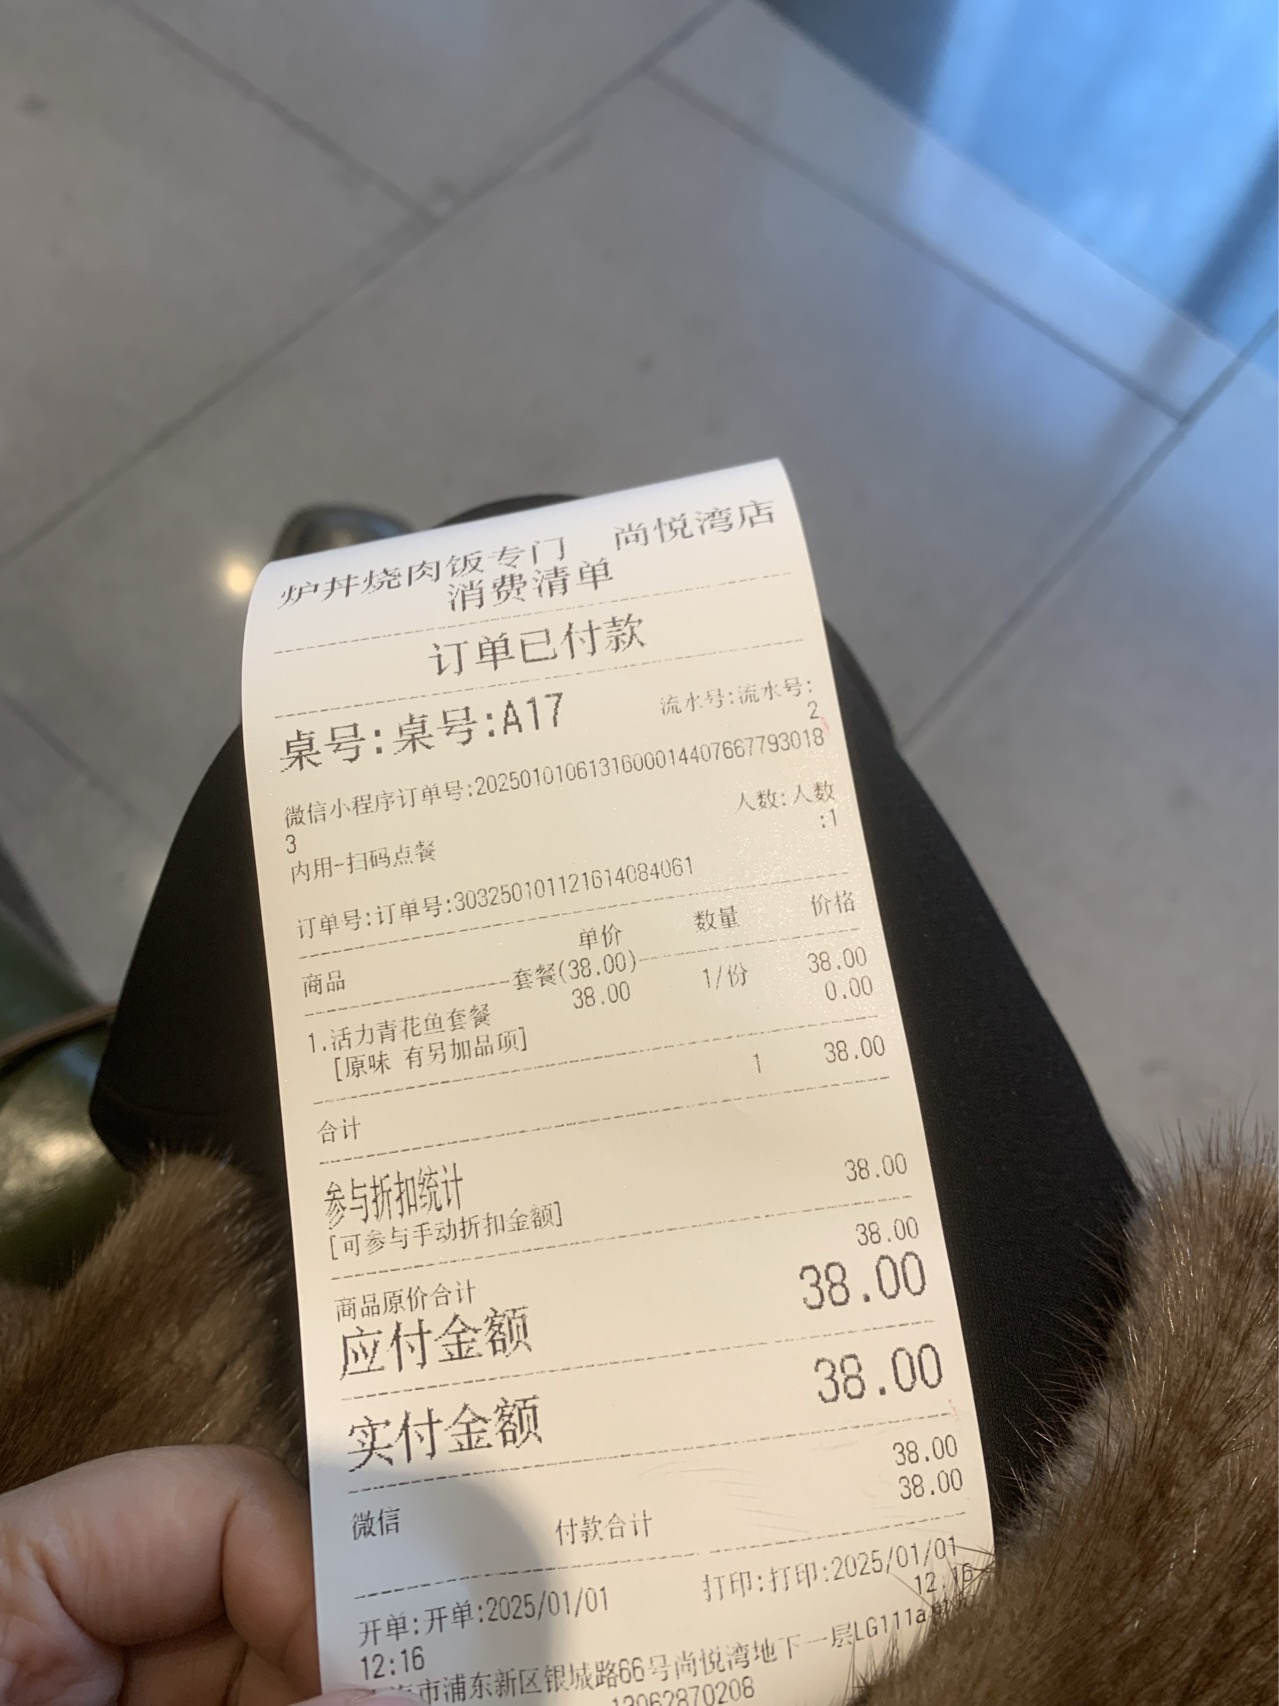 炉丼烧肉饭专门 尚悦湾店
消费清单
订单已付款
桌号:桌号:A17 流水号:流水号:
2
微信小程序订单号:2025010106131600014407667793018
3
内用-扫码点餐 人数:人数
:1
订单号:订单号:303250101121614084061
商品 单价 数量 价格
套餐(38.00)
1.活力青花鱼套餐 38.00 1/份 38.00
[原味 有另加品项] 0.00
合计 1 38.00
参与折扣统计
[可参与手动折扣金额] 38.00
商品原价合计 38.00
应付金额 38.00
实付金额 38.00
微信 38.00
付款合计 38.00
开单:开单:2025/01/01 打印:打印:2025/01/01
12:16 12:16
市浦东新区银城路66号尚悦湾地下一层LG111a
13062870208